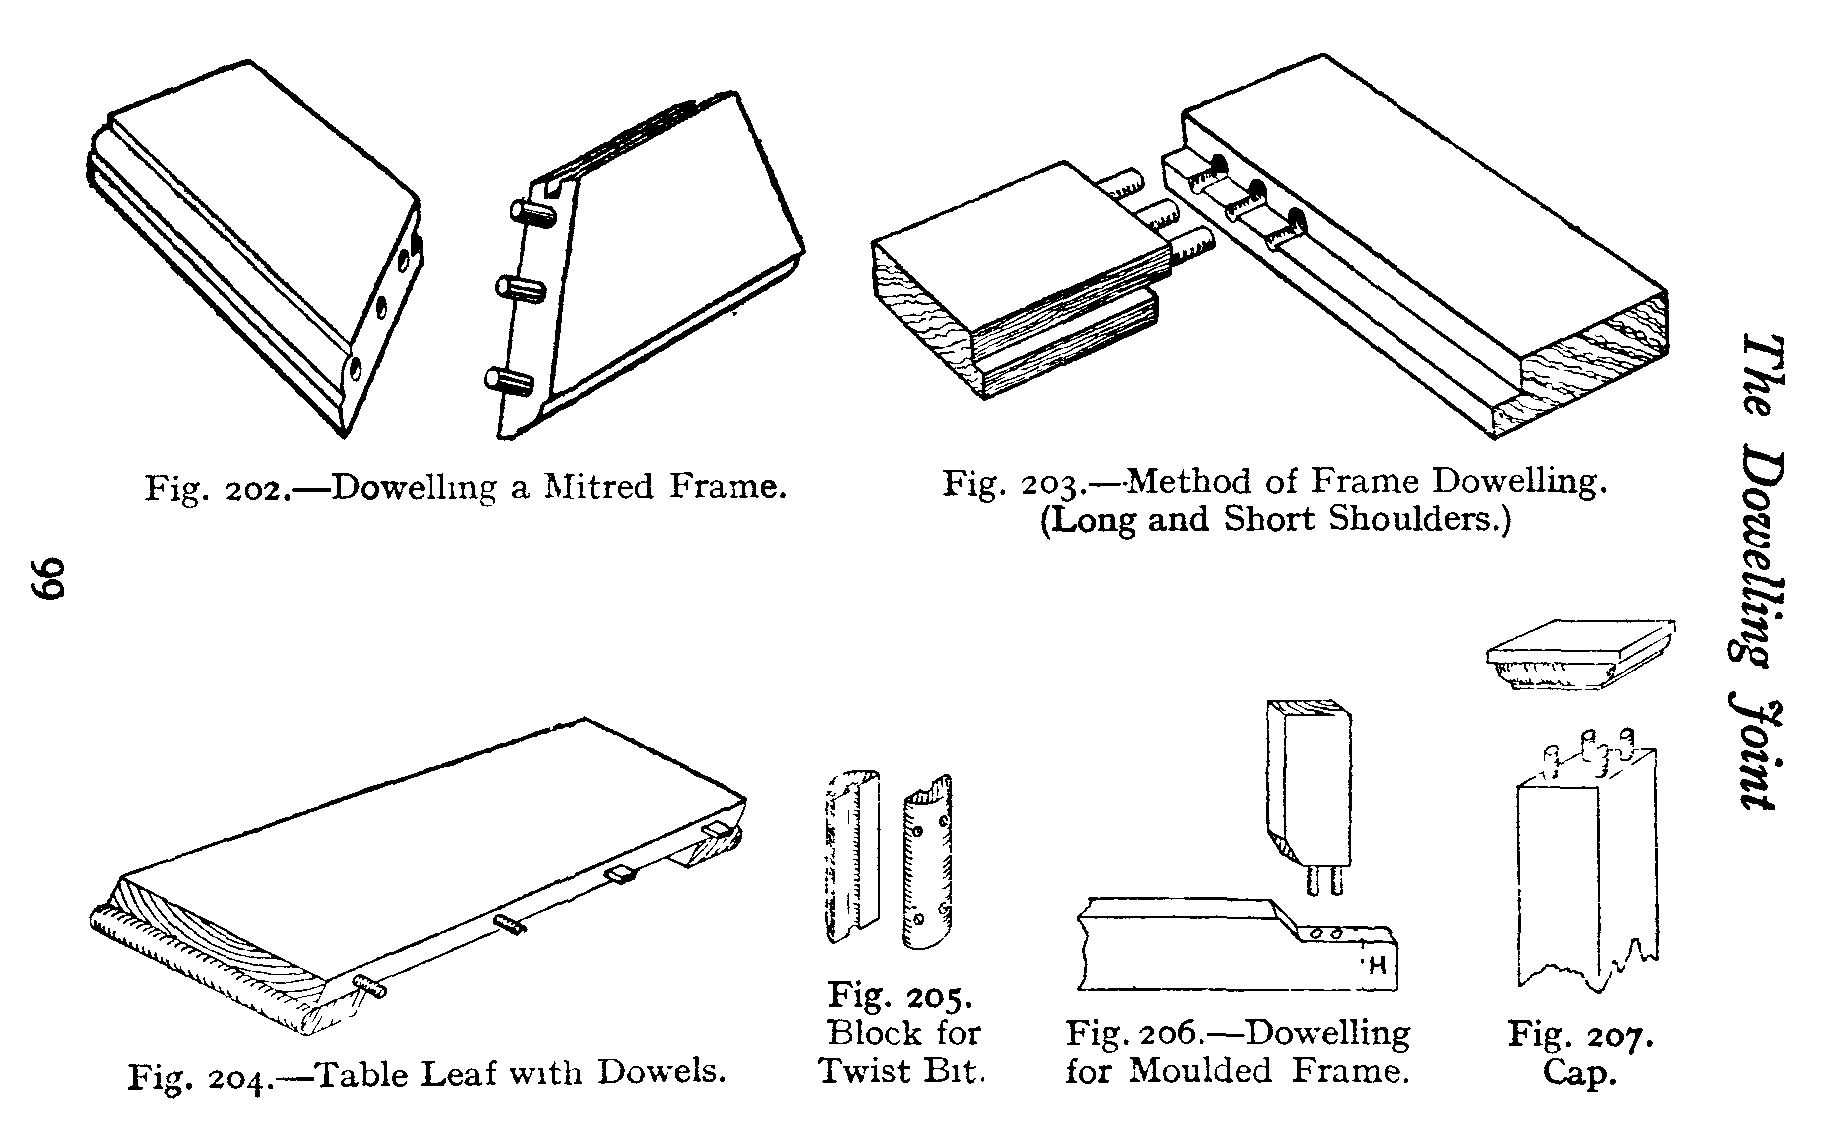 The Dowelling Joint
Fig. 202.—Dowelling a Mitred Frame.
Fig. 203.—Method of Frame Dowelling.
(Long and Short Shoulders.)
Fig. 204.—Table Leaf with Dowels.
Fig. 205.
Block for
Twist Bit.
H
Fig. 206.—Dowelling
for Moulded Frame.
Fig. 207.
Cap.
99